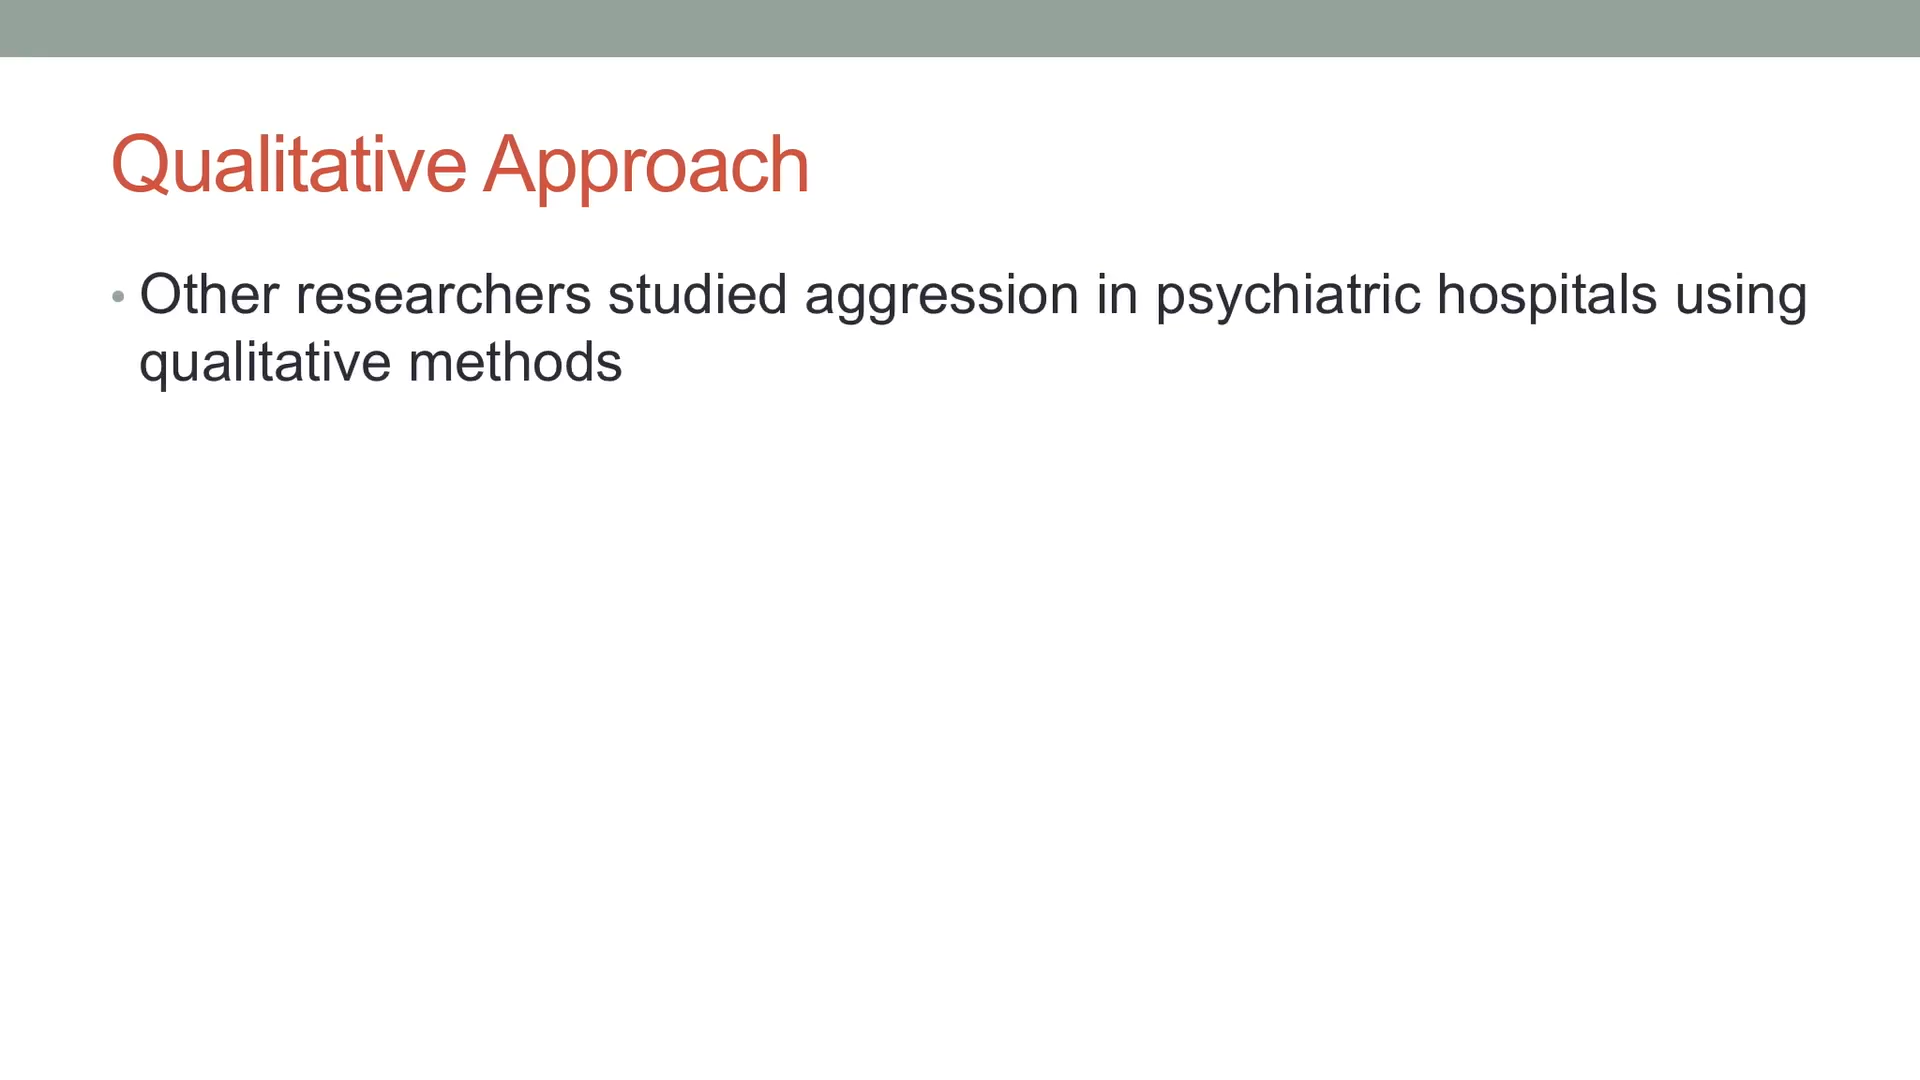 Qualitative Approach
• Other researchers studied aggression in psychiatric hospitals using
qualitative methods